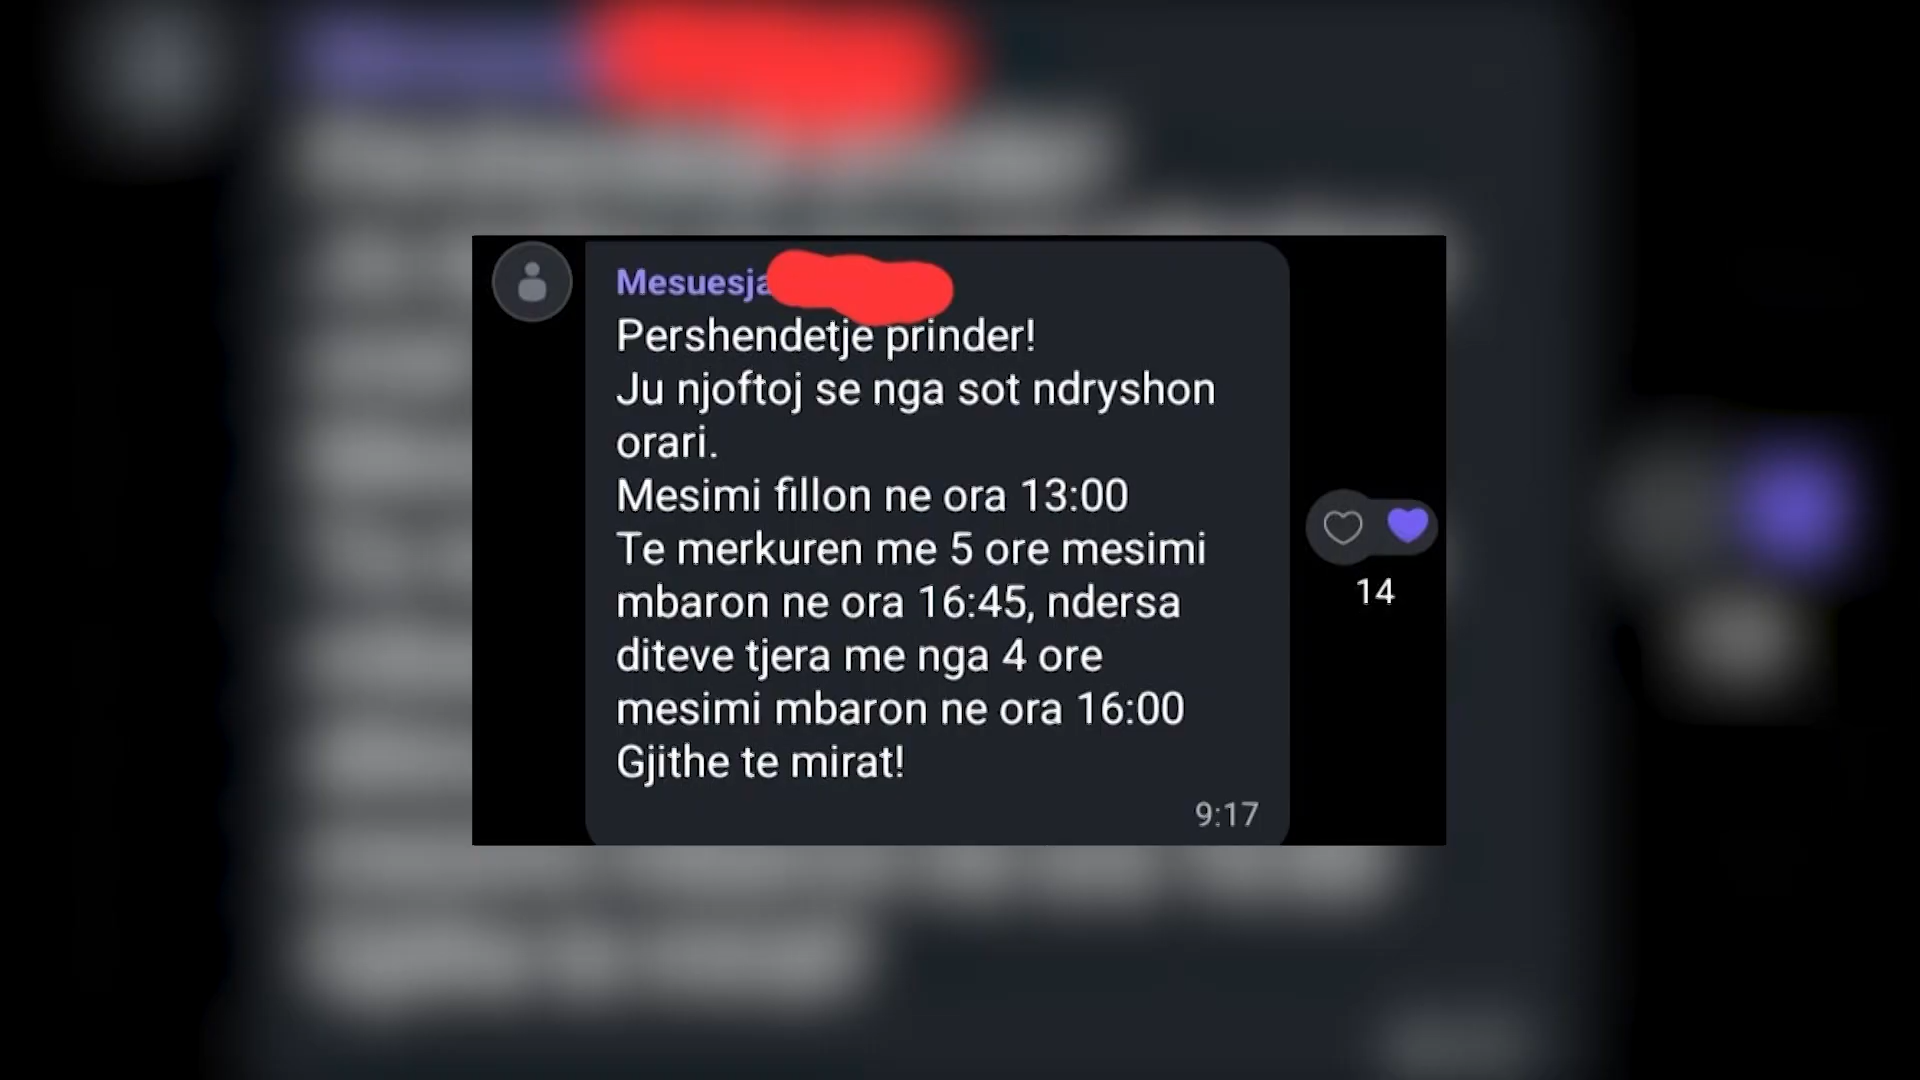 Mesuesja
Pershendetje prinder!
Ju njoftoj se nga sot ndryshon
orari.
Mesimi fillon ne ora 13:00
Te merkuren me 5 ore mesimi
mbaron ne ora 16:45, ndersa
diteve tjera me nga 4 ore
mesimi mbaron ne ora 16:00
Gjithe te mirat!
9:17
14